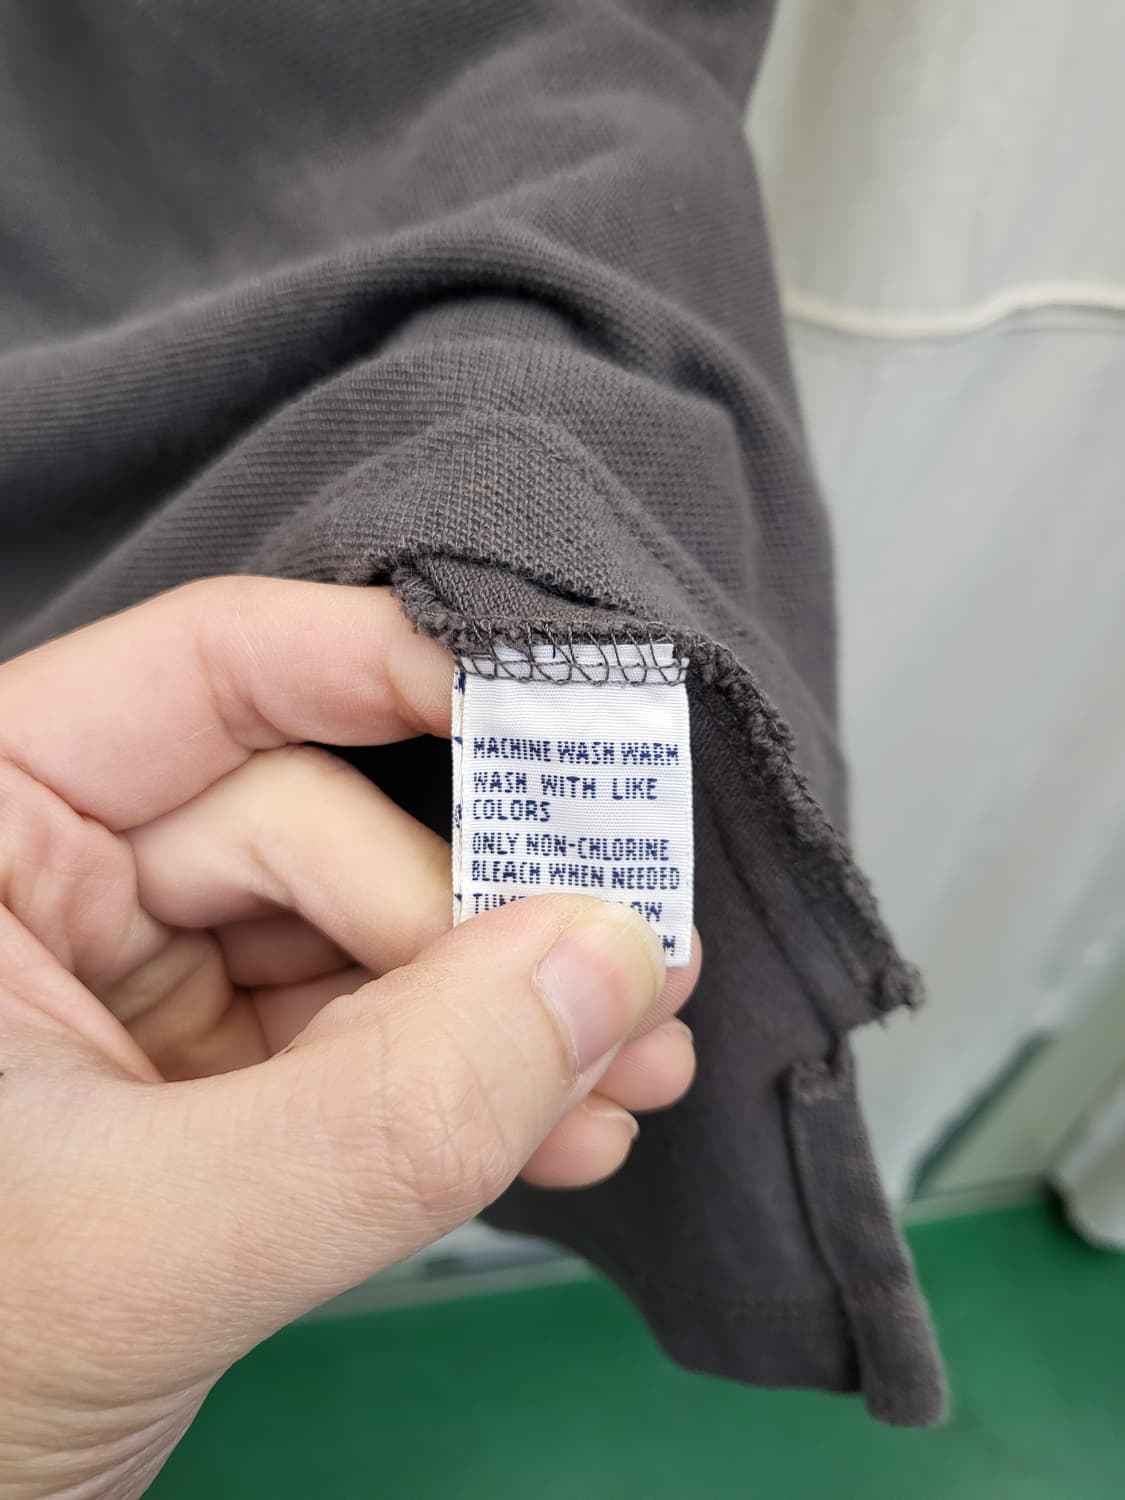 MACHINE WASH WARM
WASH WITH LIKE
COLORS
ONLY NON-CHLORINE
BLEACH WHEN NEEDED